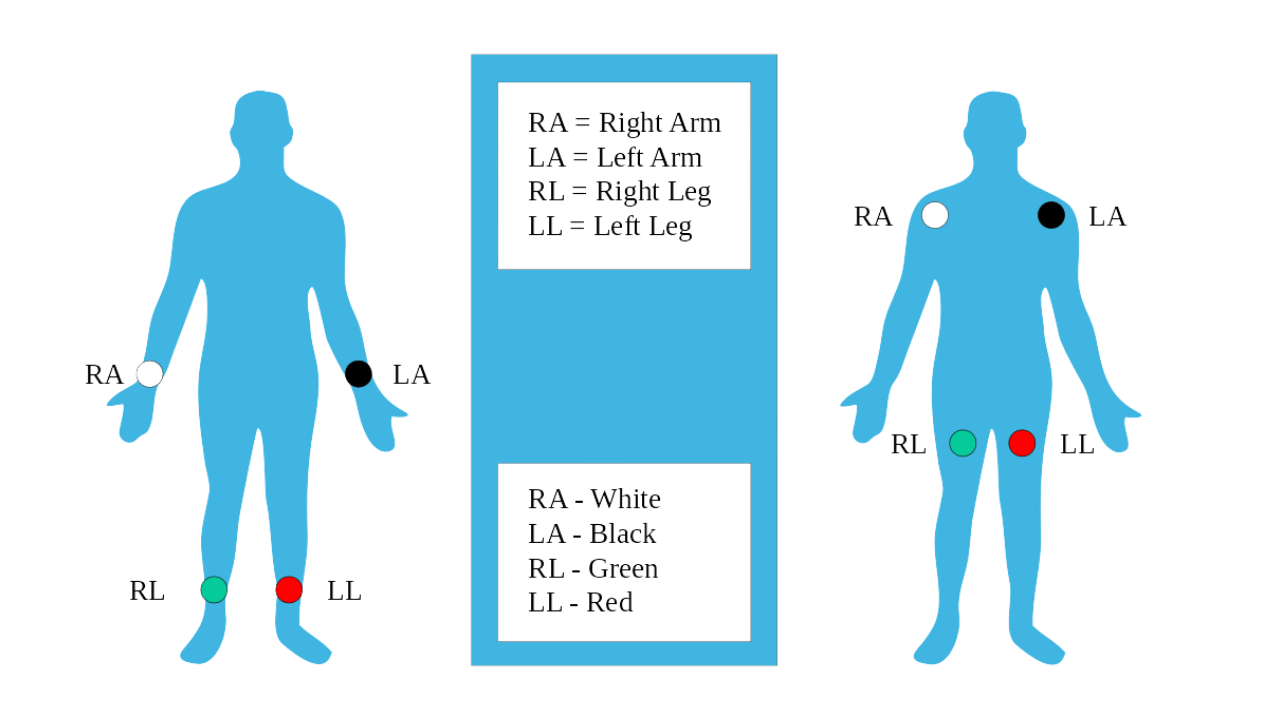 RA
LA
RL
LL
RA = Right Arm
LA = Left Arm
RL = Right Leg
LL = Left Leg
RA - White
LA - Black
RL - Green
LL - Red
RA
LA
RL
LL